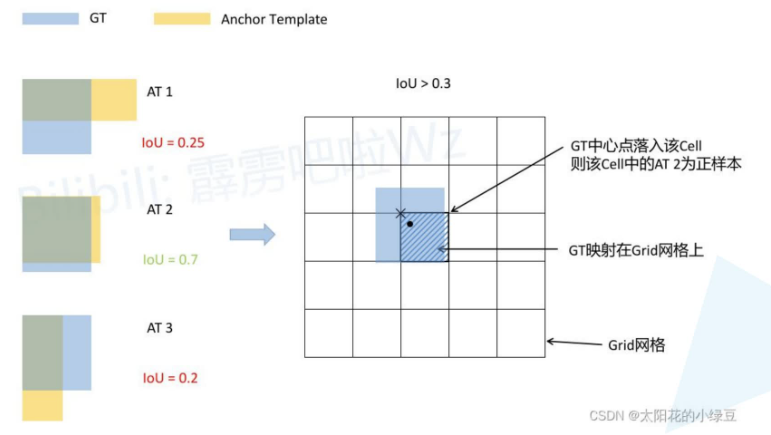 GT
Anchor Template
AT 1
IoU = 0.25
AT 2
IoU = 0.7
AT 3
IoU = 0.2
IoU > 0.3
GT中心点落入该Cell
则该Cell中的AT 2为正样本
GT映射在Grid网格上
Grid网格
Bilibili: 霹雳吧啦Wz
CSDN @太阳花的小绿豆